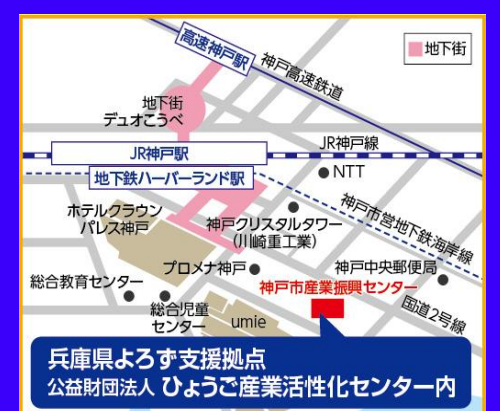 高速神戸駅
神戸高速鉄道
地下街
地下街
デュオこうべ
JR神戸線
JR神戸駅
NTT
地下鉄ハーバーランド駅
ホテルクラウン
パレス神戸
神戸クリスタルタワー
(川崎重工業)
神戸市営地下鉄海岸線
プロメナ神戸
神戸中央郵便局
総合教育センター
神戸市産業振興センター
総合児童
センター
umie
国道2号線
兵庫県よろず支援拠点
公益財団法人 ひょうご産業活性化センター内